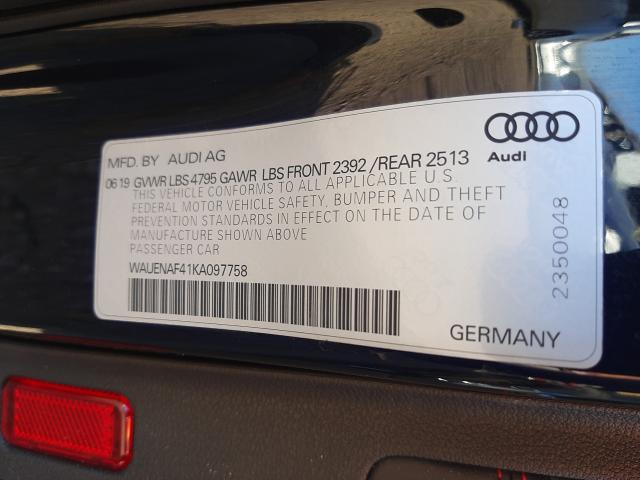 MFD. BY AUDI AG
06 19 GVWR LBS 4795 GAWR LBS FRONT 2392 /REAR 2513
THIS VEHICLE CONFORMS TO ALL APPLICABLE U.S.
FEDERAL MOTOR VEHICLE SAFETY, BUMPER AND THEFT
PREVENTION STANDARDS IN EFFECT ON THE DATE OF
MANUFACTURE SHOWN ABOVE
PASSENGER CAR
WAUENAF41KA097758
Audi
2350048
GERMANY